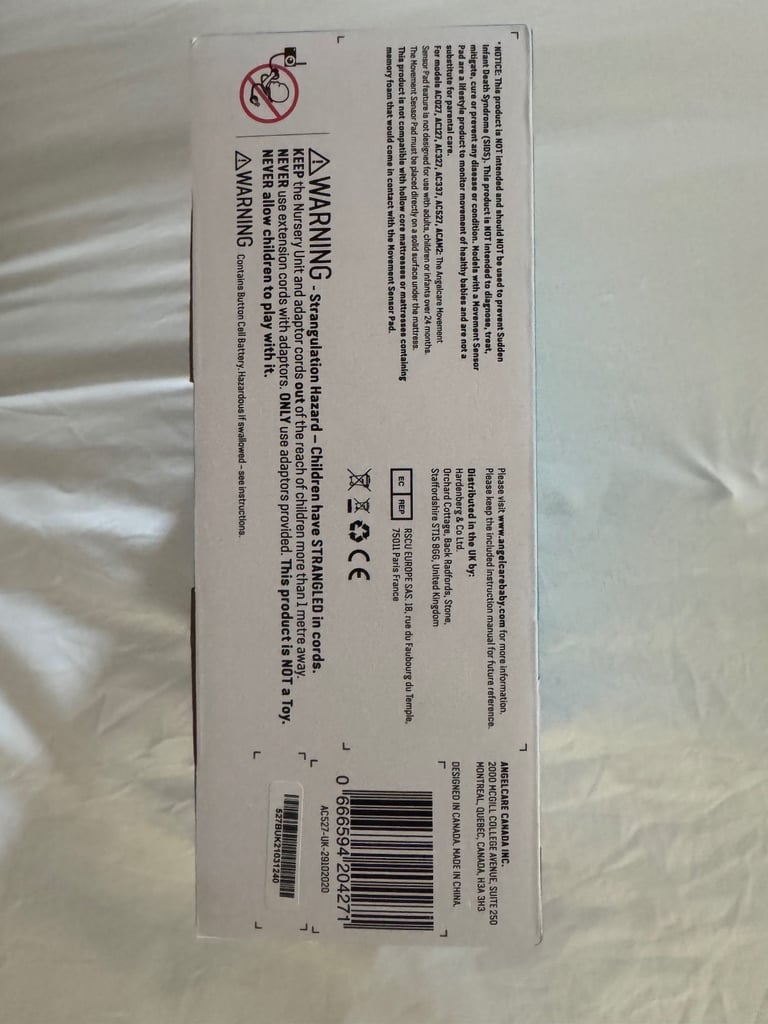 * NOTICE: This product is NOT intended and should NOT be used to prevent Sudden
Infant Death Syndrome (SIDS). This product is NOT intended to diagnose, treat,
mitigate, cure or prevent any disease or condition. Models with a Movement Sensor
Pad are a lifestyle product to monitor movement of healthy babies and are not a
substitute for parental care.
For models AC027, AC127, AC327, AC337, AC527, ACAM2: The Angelcare Movement
Sensor Pad feature is not designed for use with adults, children or infants over 24 months.
The Movement Sensor Pad must be placed directly on a solid surface under the mattress.
This product is not compatible with hollow core mattresses or mattresses containing
memory foam that would come in contact with the Movement Sensor Pad.
WARNING - Strangulation Hazard – Children have STRANGLED in cords.
KEEP the Nursery Unit and adaptor cords out of the reach of children more than 1 metre away.
NEVER use extension cords with adaptors. ONLY use adaptors provided. This product is NOT a Toy.
NEVER allow children to play with it.
WARNING Contains Button Cell Battery. Hazardous if swallowed – see instructions.
Please visit www.angelcarebaby.com for more information.
Please keep the included instruction manual for future reference.
Distributed in the UK by:
Hardenberg & Co Ltd.
Orchard Cottage, Back Radfords, Stone,
Staffordshire ST15 8GG, United Kingdom
EC REP
RSCU EUROPE SAS, 18, rue du Faubourg du Temple,
75011 Paris France
CE
ANGELCARE CANADA INC.
2000 MCGILL COLLEGE AVENUE, SUITE 250
MONTREAL, QUEBEC, CANADA, H3A 3H3
DESIGNED IN CANADA. MADE IN CHINA.
0 666594 204271
AC527-UK-29102020
527BUK21031240